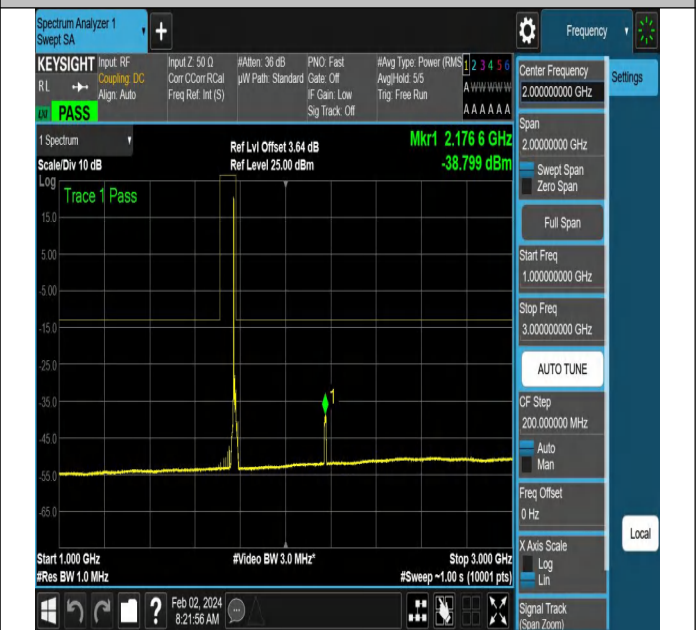 Spectrum Analyzer 1
Swept SA
Frequency
KEYSIGHT
RL
Input: RF
Coupling: DC
Align: Auto
Input Z: 50 Ω
Corr CCorr RCal
Freq Ref: Int (S)
#Atten: 36 dB
µW Path: Standard
PNO: Fast
Gate: Off
IF Gain: Low
Sig Track: Off
#Avg Type: Power (RMS
Avg|Hold: 5/5
Trig: Free Run
1 2 3 4 5 6
A W W W W W
A A A A A A
PASS
1 Spectrum
Scale/Div 10 dB
Ref Lvl Offset 3.64 dB
Ref Level 25.00 dBm
Mkr1 2.176 6 GHz
-38.799 dBm
Log
Trace 1 Pass
15.0
5.00
-5.00
-15.0
-25.0
-35.0
-45.0
-55.0
-65.0
1
Start 1.000 GHz
#Res BW 1.0 MHz
#Video BW 3.0 MHz*
Stop 3.000 GHz
#Sweep ~1.00 s (10001 pts)
Feb 02, 2024
8:21:56 AM
Center Frequency
2.000000000 GHz
Settings
Span
2.00000000 GHz
Swept Span
Zero Span
Full Span
Start Freq
1.000000000 GHz
Stop Freq
3.000000000 GHz
AUTO TUNE
CF Step
200.000000 MHz
Auto
Man
Freq Offset
0 Hz
Local
X Axis Scale
Log
Lin
Signal Track
(Span Zoom)